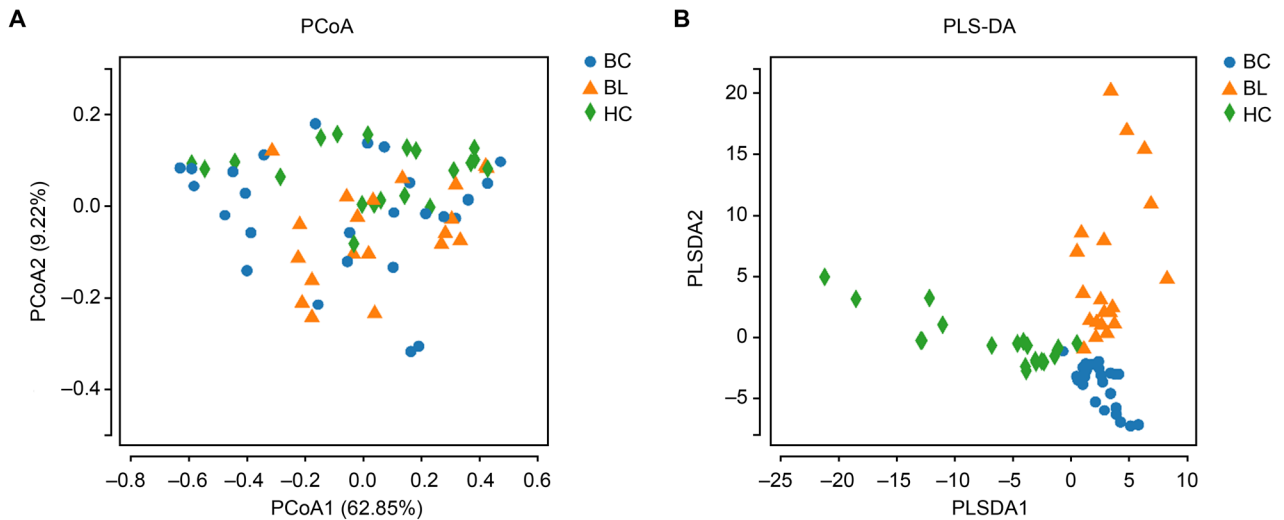 A
PCoA
BC
BL
HC
0.2
0.0
–0.2
–0.4
PCoA2 (9.22%)
–0.8 –0.6 –0.4 –0.2 0.0 0.2 0.4 0.6
PCoA1 (62.85%)
B
PLS-DA
BC
BL
HC
20
15
10
5
0
–5
PLSDA2
–25 –20 –15 –10 –5 0 5 10
PLSDA1